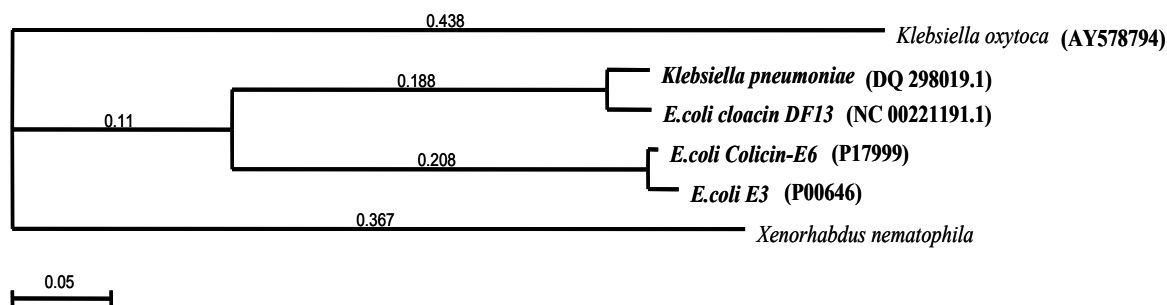 0.438
Klebsiella oxytoca (AY578794)
Klebsiella pneumoniae (DQ 298019.1)
0.188
E.coli cloacin DF13 (NC 00221191.1)
0.11
E.coli Colicin-E6 (P17999)
0.208
E.coli E3 (P00646)
0.367
Xenorhabdus nematophila
0.05